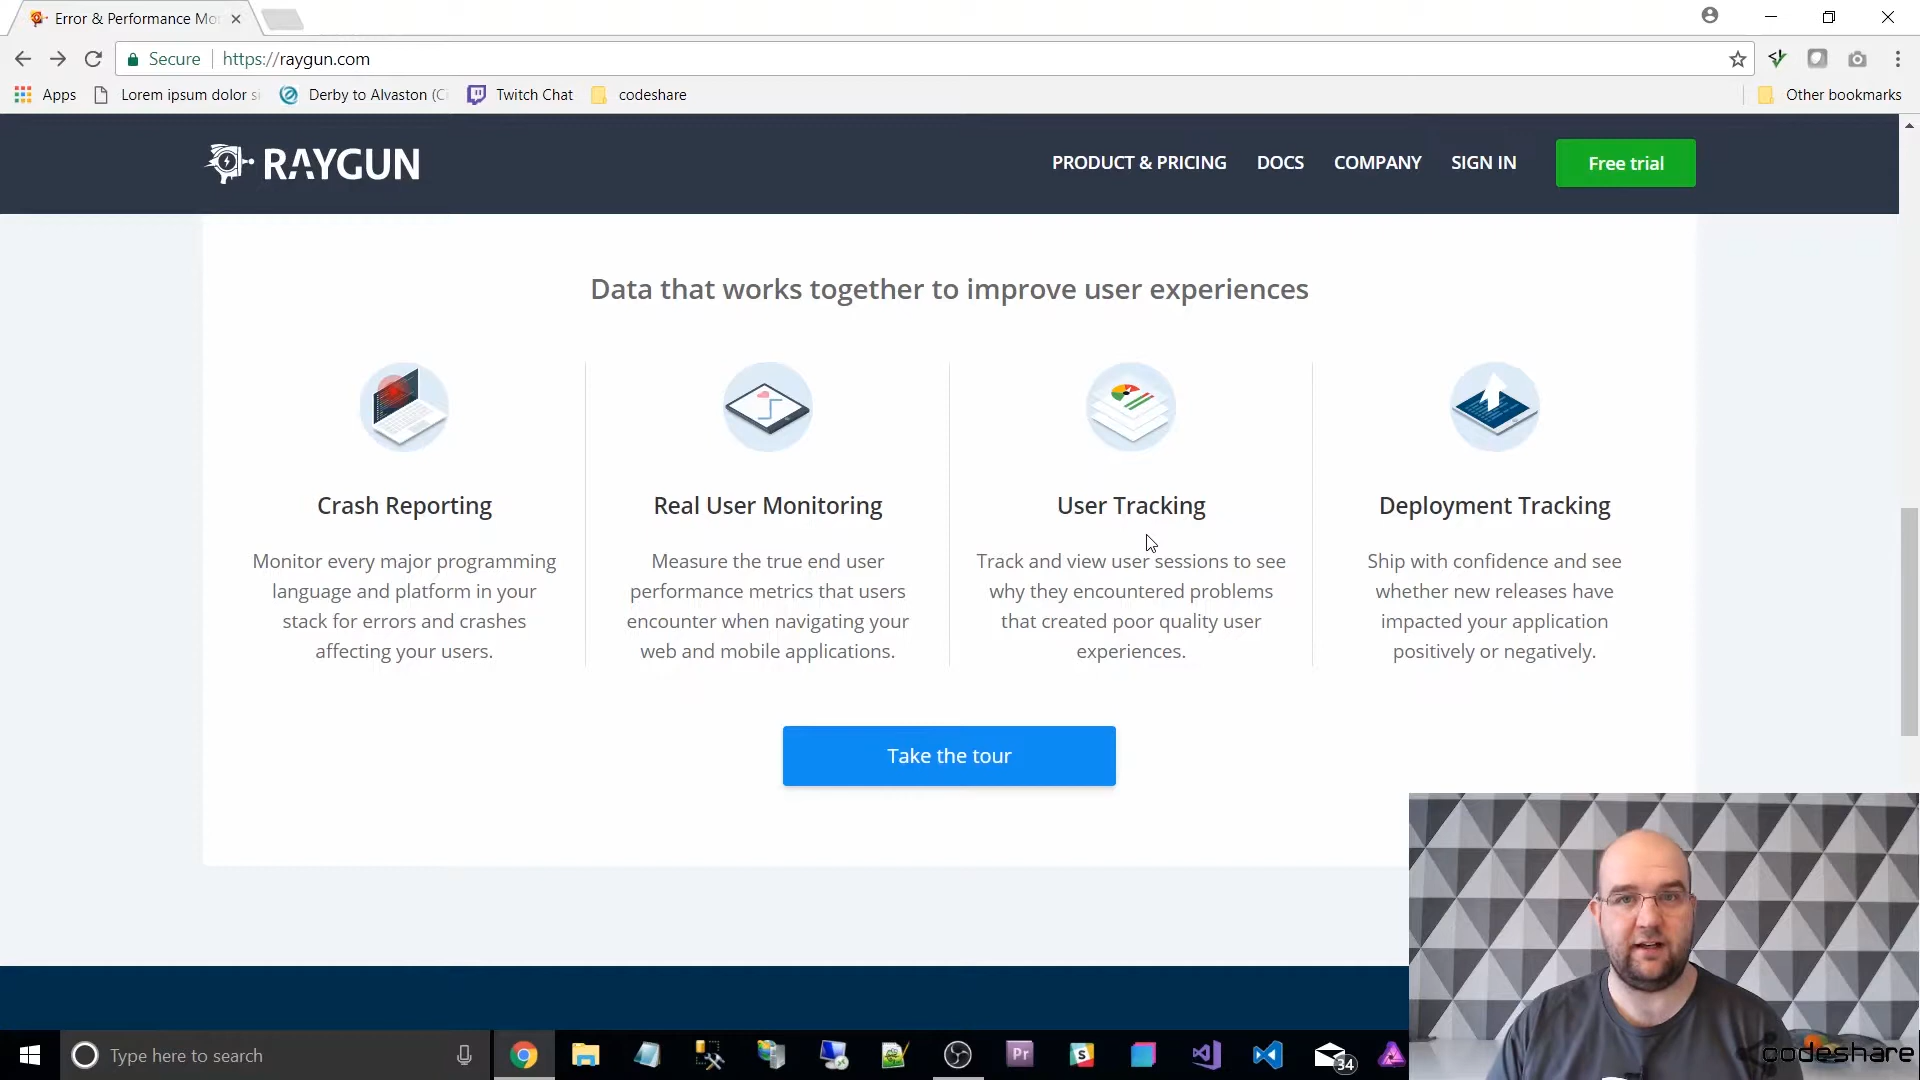 Error & Performance Mo
Secure
https://raygun.com
Apps
Lorem ipsum dolor s
Derby to Alvaston (C
Twitch Chat
codeshare
Other bookmarks
RAYGUN
PRODUCT & PRICING
DOCS
COMPANY
SIGN IN
Free trial
Data that works together to improve user experiences
Crash Reporting
Monitor every major programming
language and platform in your
stack for errors and crashes
affecting your users.
Real User Monitoring
Measure the true end user
performance metrics that users
encounter when navigating your
web and mobile applications.
User Tracking
Track and view user sessions to see
why they encountered problems
that created poor quality user
experiences.
Deployment Tracking
Ship with confidence and see
whether new releases have
impacted your application
positively or negatively.
Take the tour
Type here to search
Pr
S
34
codeshare